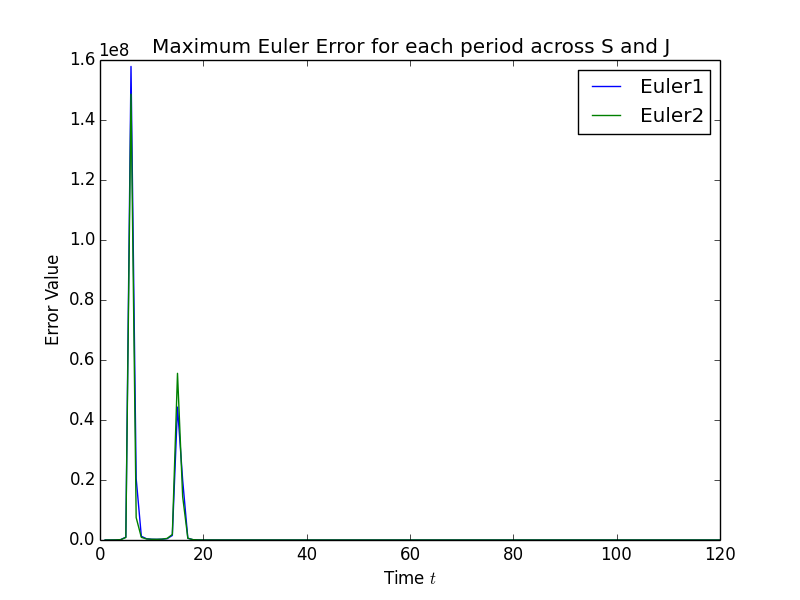 Maximum Euler Error for each period across S and J
1e8
1.6
1.4
1.2
1.0
0.8
0.6
0.4
0.2
0.0
Error Value
Euler1
Euler2
0 20 40 60 80 100 120
Time t